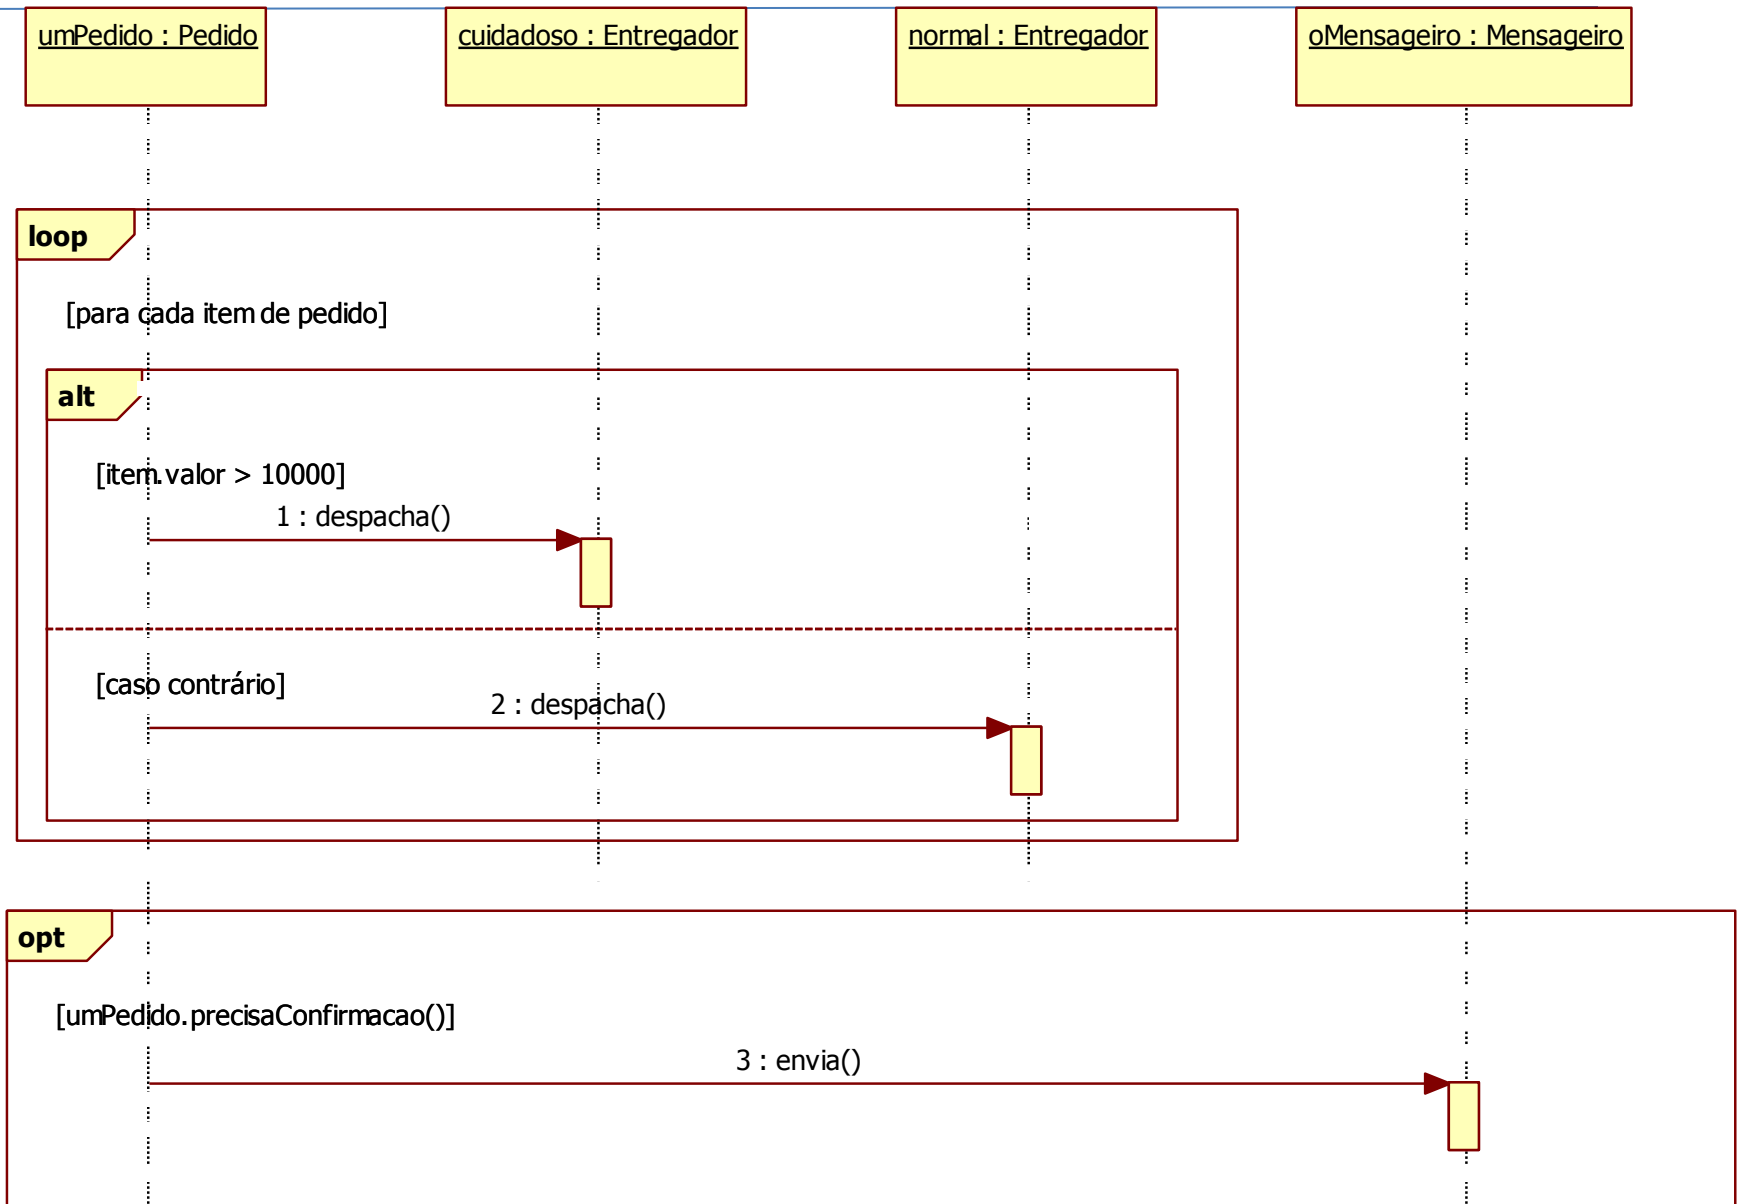 umPedido : Pedido
cuidadoso : Entregador
normal : Entregador
oMensageiro : Mensageiro
loop
[para cada item de pedido]
alt
[item.valor > 10000]
1 : despacha()
[caso contrário]
2 : despacha()
opt
[umPedido.precisaConfirmacao()]
3 : envia()